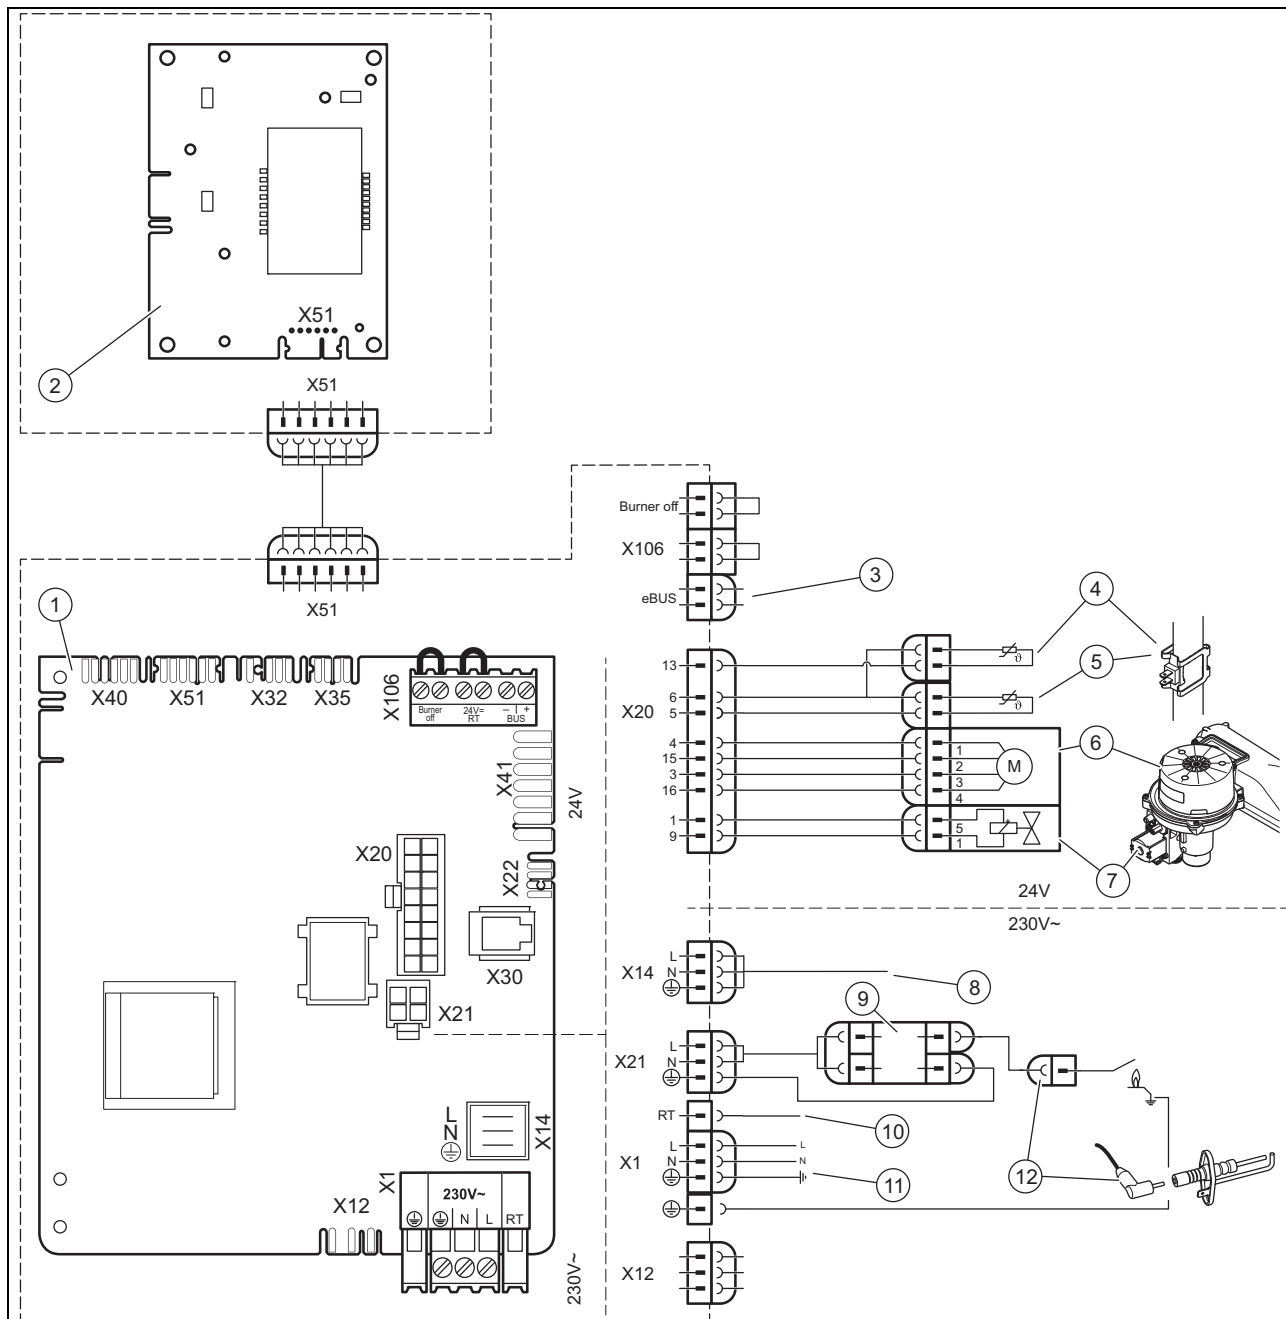 X51
2
X51
X51
1
X40
X51
X32
X35
X106
Burner
off
24V=
RT
– | +
BUS
X41
24V
X20
X22
X30
X21
L
N
X14
X1
230V~
N
L
RT
X12
230V~
Burner off
X106
eBUS
3
4
5
6
7
13
6
5
X20
4
15
3
16
1
9
ϑ
ϑ
1
2
3
4
M
5
1
24V
230V~
X14
L
N
8
9
X21
L
N
RT
10
X1
L
N
L
N
11
12
X12